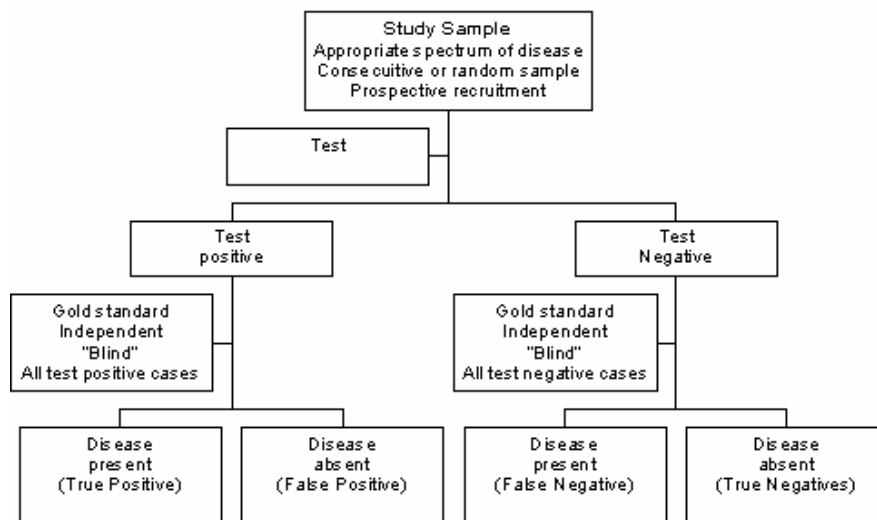 Study Sample
Appropriate spectrum of disease
Consecuitive or random sample
Prospective recruitment
Test
Test
positive
Test
Negative
Gold standard
Independent
"Blind"
All test positive cases
Gold standard
Independent
"Blind"
All test negative cases
Disease
present
(True Positive)
Disease
absent
(False Positive)
Disease
present
(False Negative)
Disease
absent
(True Negatives)